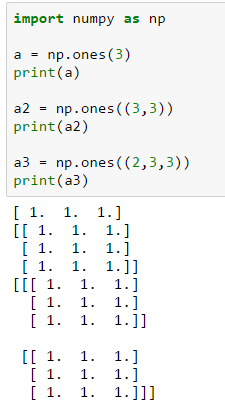 import numpy as np

a = np.ones(3)
print(a)

a2 = np.ones((3,3))
print(a2)

a3 = np.ones((2,3,3))
print(a3)

[ 1.  1.  1.]
[[ 1.  1.  1.]
 [ 1.  1.  1.]
 [ 1.  1.  1.]]
[[[ 1.  1.  1.]
  [ 1.  1.  1.]
  [ 1.  1.  1.]]

 [[ 1.  1.  1.]
  [ 1.  1.  1.]
  [ 1.  1.  1.]]]